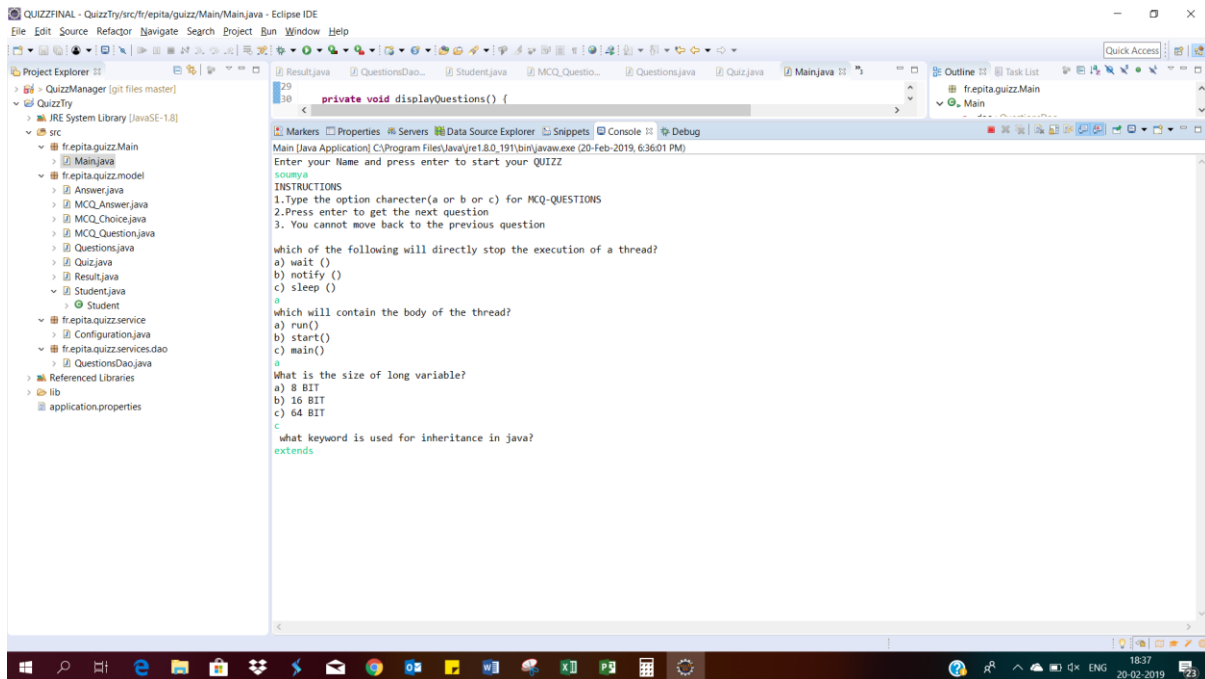 QUIZZFINAL - QuizzTry/src/fr/epita/guizz/Main/Main.java - Eclipse IDE
File Edit Source Refactor Navigate Search Project Run Window Help
Quick Access
Project Explorer
Result.java QuestionsDao... Student.java MCQ_Questio... Questions.java Quiz.java Main.java
Outline Task List
> QuizzManager [git files master]
QuizzTry
JRE System Library [JavaSE-1.8]
src
fr.epita.guizz.Main
Main.java
fr.epita.quizz.model
Answer.java
MCQ_Answer.java
MCQ_Choice.java
MCQ_Question.java
Questions.java
Quiz.java
Result.java
Student.java
Student
fr.epita.quizz.service
Configuration.java
fr.epita.quizz.services.dao
QuestionsDao.java
Referenced Libraries
lib
application.properties
29
30 private void displayQuestions() {
fr.epita.guizz.Main
Main
Markers Properties Servers Data Source Explorer Snippets Console Debug
Main [Java Application] C:\Program Files\Java\jre1.8.0_191\bin\javaw.exe (20-Feb-2019, 6:36:01 PM)
Enter your Name and press enter to start your QUIZZ
soumya
INSTRUCTIONS
1.Type the option charecter(a or b or c) for MCQ-QUESTIONS
2.Press enter to get the next question
3. You cannot move back to the previous question
which of the following will directly stop the execution of a thread?
a) wait ()
b) notify ()
c) sleep ()
a
which will contain the body of the thread?
a) run()
b) start()
c) main()
a
What is the size of long variable?
a) 8 BIT
b) 16 BIT
c) 64 BIT
c
what keyword is used for inheritance in java?
extends
ENG
18:37
20-02-2019
23